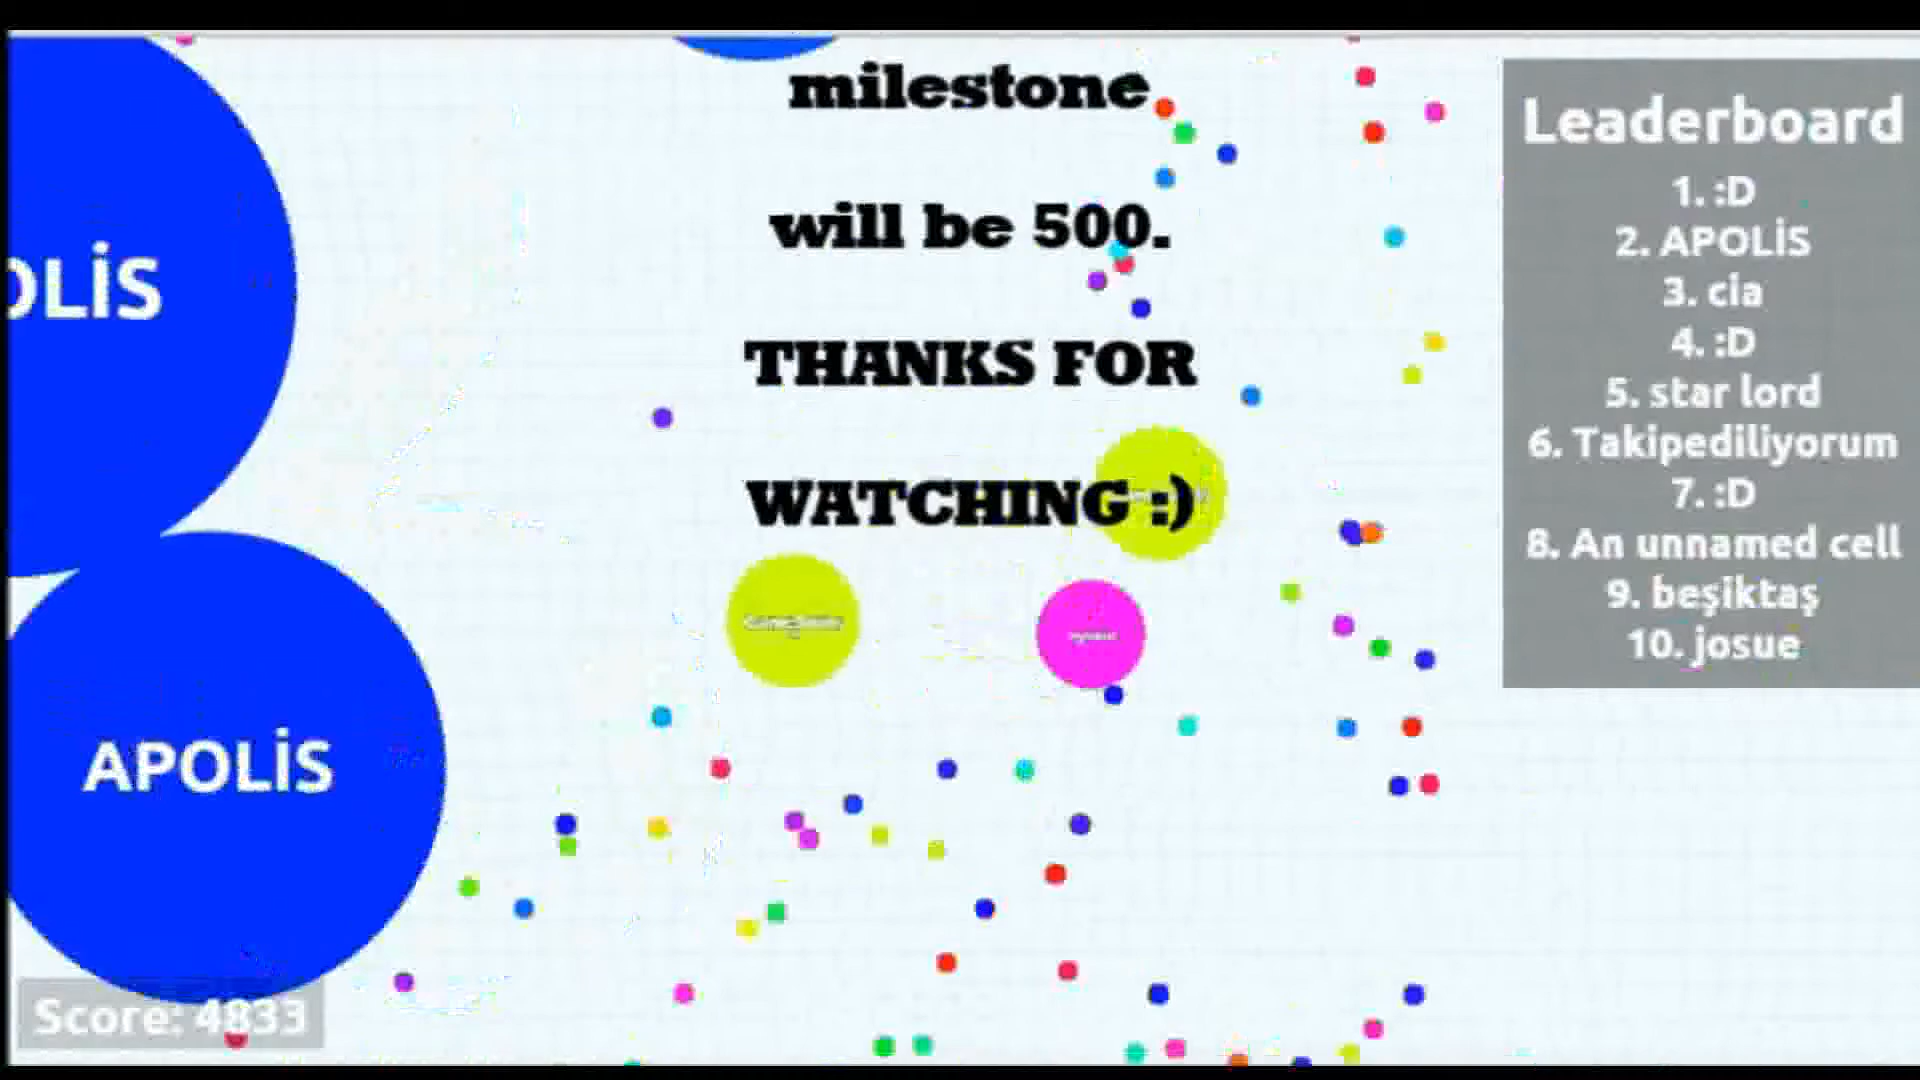 milestone
will be 500.
THANKS FOR
WATCHING :)
OLİS
APOLİS
Score: 4833
Leaderboard
1. :D
2. APOLİS
3. cia
4. :D
5. star lord
6. Takipediliyorum
7. :D
8. An unnamed cell
9. beşiktaş
10. josue